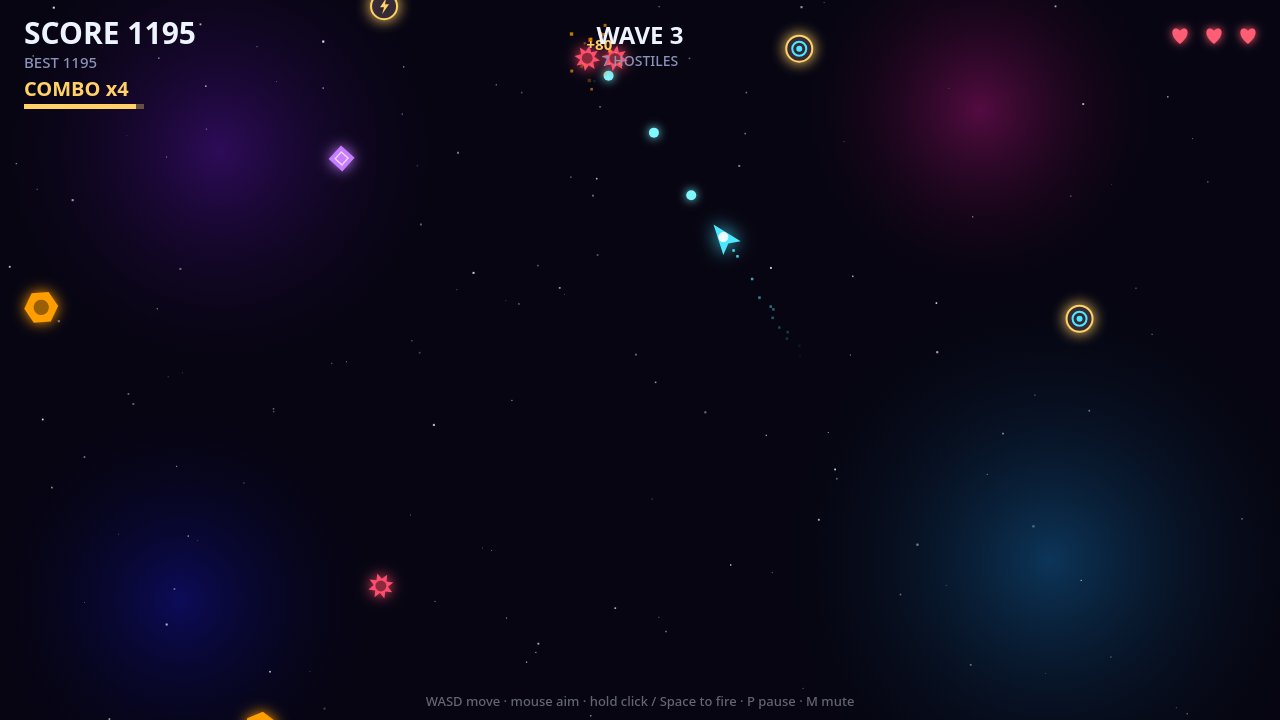 SCORE 1195
BEST 1195
COMBO x4
+80
WAVE 3
7 HOSTILES
WASD move · mouse aim · hold click / Space to fire · P pause · M mute